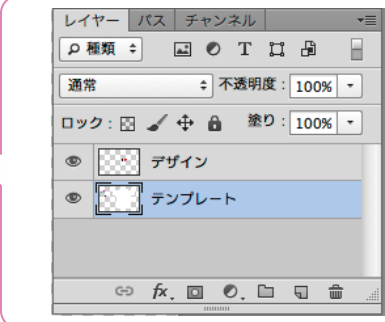 レイヤー パス チャンネル
種類 T
通常 不透明度: 100%
ロック: 塗り: 100%
デザイン
テンプレート
fx.